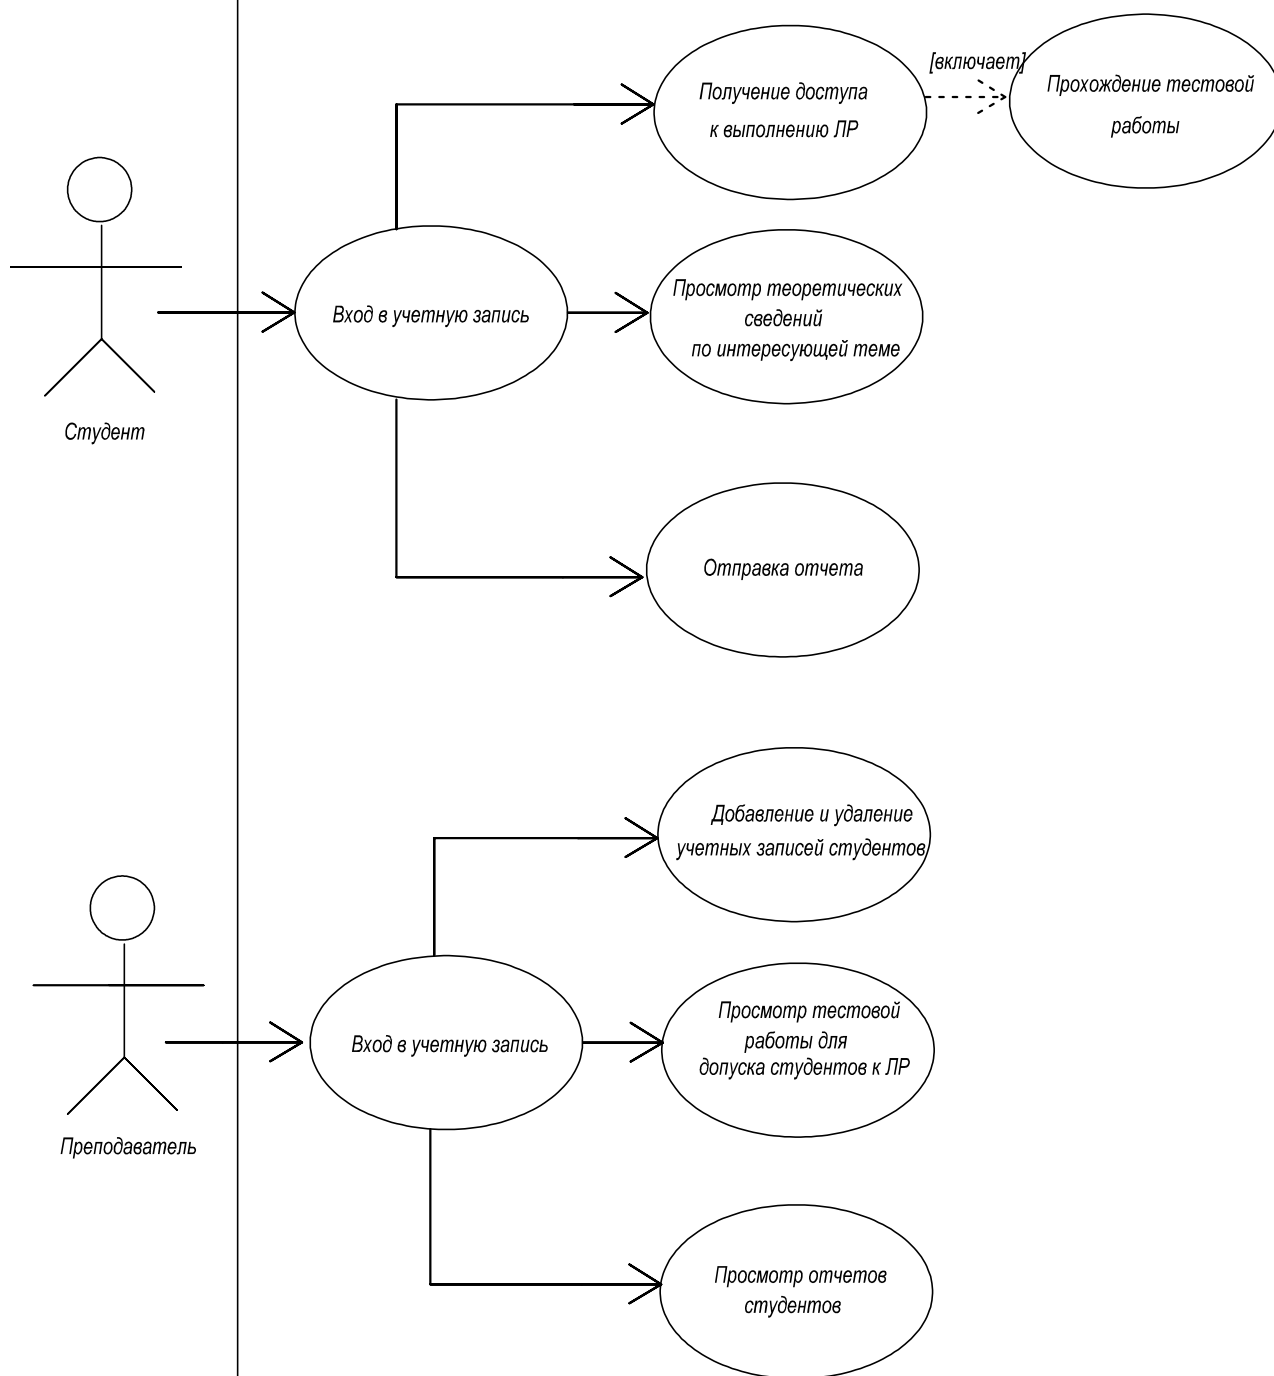 Получение доступа
к выполнению ЛР
[включает]
Прохождение тестовой
работы
Вход в учетную запись
Просмотр теоретических
сведений
по интересующей теме
Студент
Отправка отчета
Добавление и удаление
учетных записей студентов
Вход в учетную запись
Просмотр тестовой
работы для
допуска студентов к ЛР
Преподаватель
Просмотр отчетов
студентов